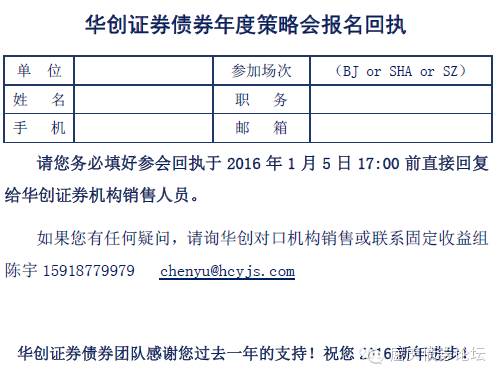 华创证券债券年度策略会报名回执
单 位 参加场次 （BJ or SHA or SZ）
姓 名 职 务
手 机 邮 箱
请您务必填好参会回执于 2016 年 1 月 5 日 17:00 前直接回复
给华创证券机构销售人员。
如果您有任何疑问，请询华创对口机构销售或联系固定收益组
陈宇 15918779979 chenyu@hcyjs.com
华创证券债券团队感谢您过去一年的支持！祝您 2016 新年进步！